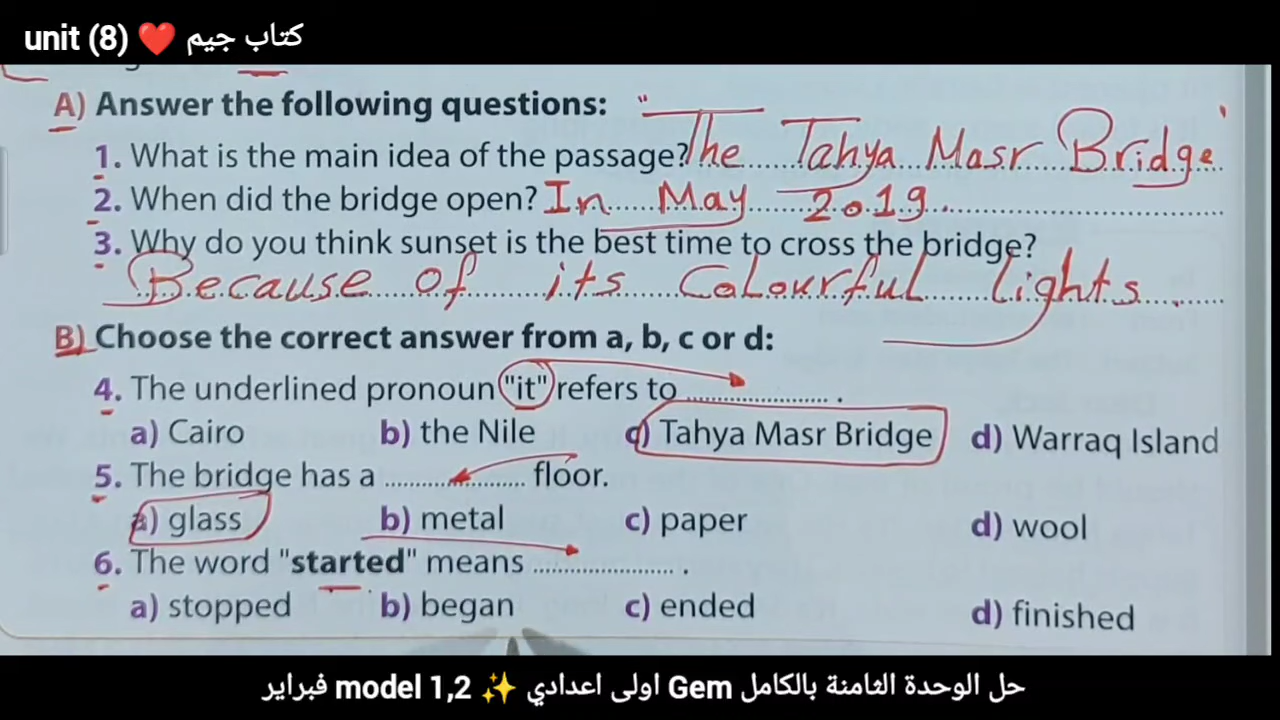 unit (8) ❤️ كتاب جيم
A) Answer the following questions:
1. What is the main idea of the passage? "The Tahya Masr Bridge"
2. When did the bridge open? In May 2019.
3. Why do you think sunset is the best time to cross the bridge?
Because of its Colourful lights.
B) Choose the correct answer from a, b, c or d:
4. The underlined pronoun "it" refers to .................... .
a) Cairo b) the Nile c) Tahya Masr Bridge d) Warraq Island
5. The bridge has a .................... floor.
a) glass b) metal c) paper d) wool
6. The word "started" means .................... .
a) stopped b) began c) ended d) finished
حل الوحدة الثامنة بالكامل Gem اولى اعدادي ✨ model 1,2 فبراير